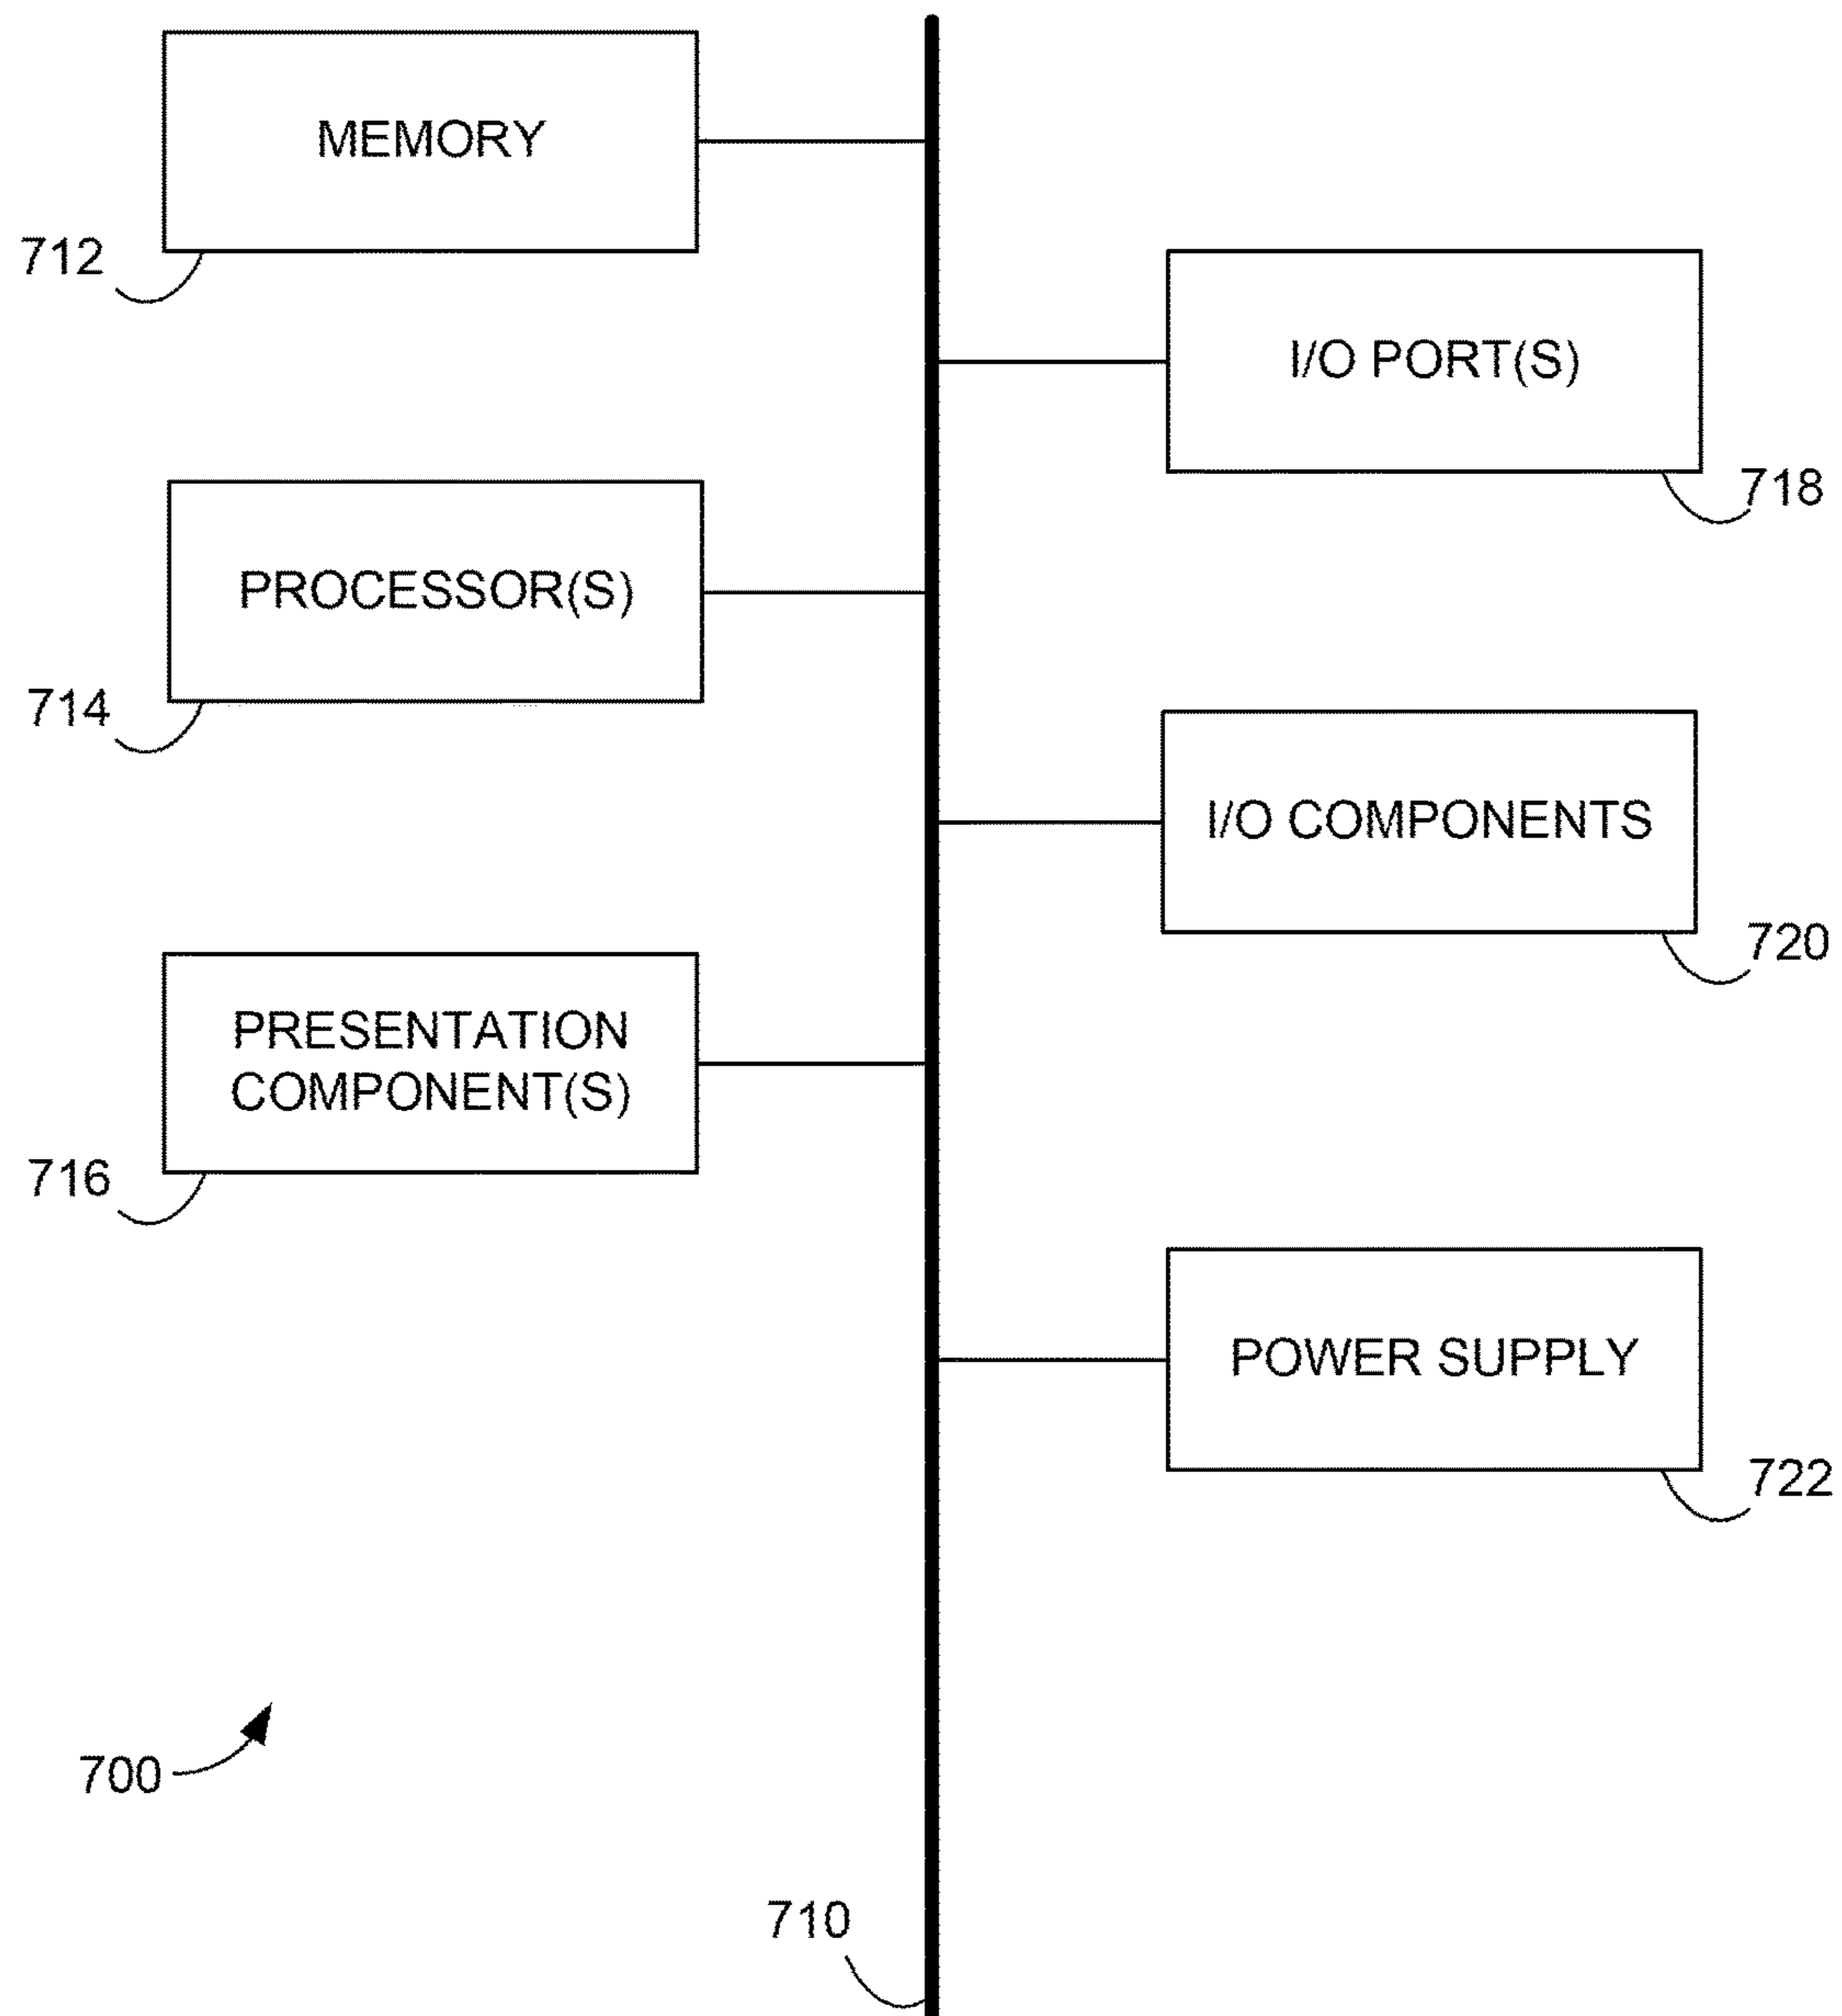 MEMORY
712
I/O PORT(S)
718
PROCESSOR(S)
714
I/O COMPONENTS
720
PRESENTATION
COMPONENT(S)
716
POWER SUPPLY
722
700
710